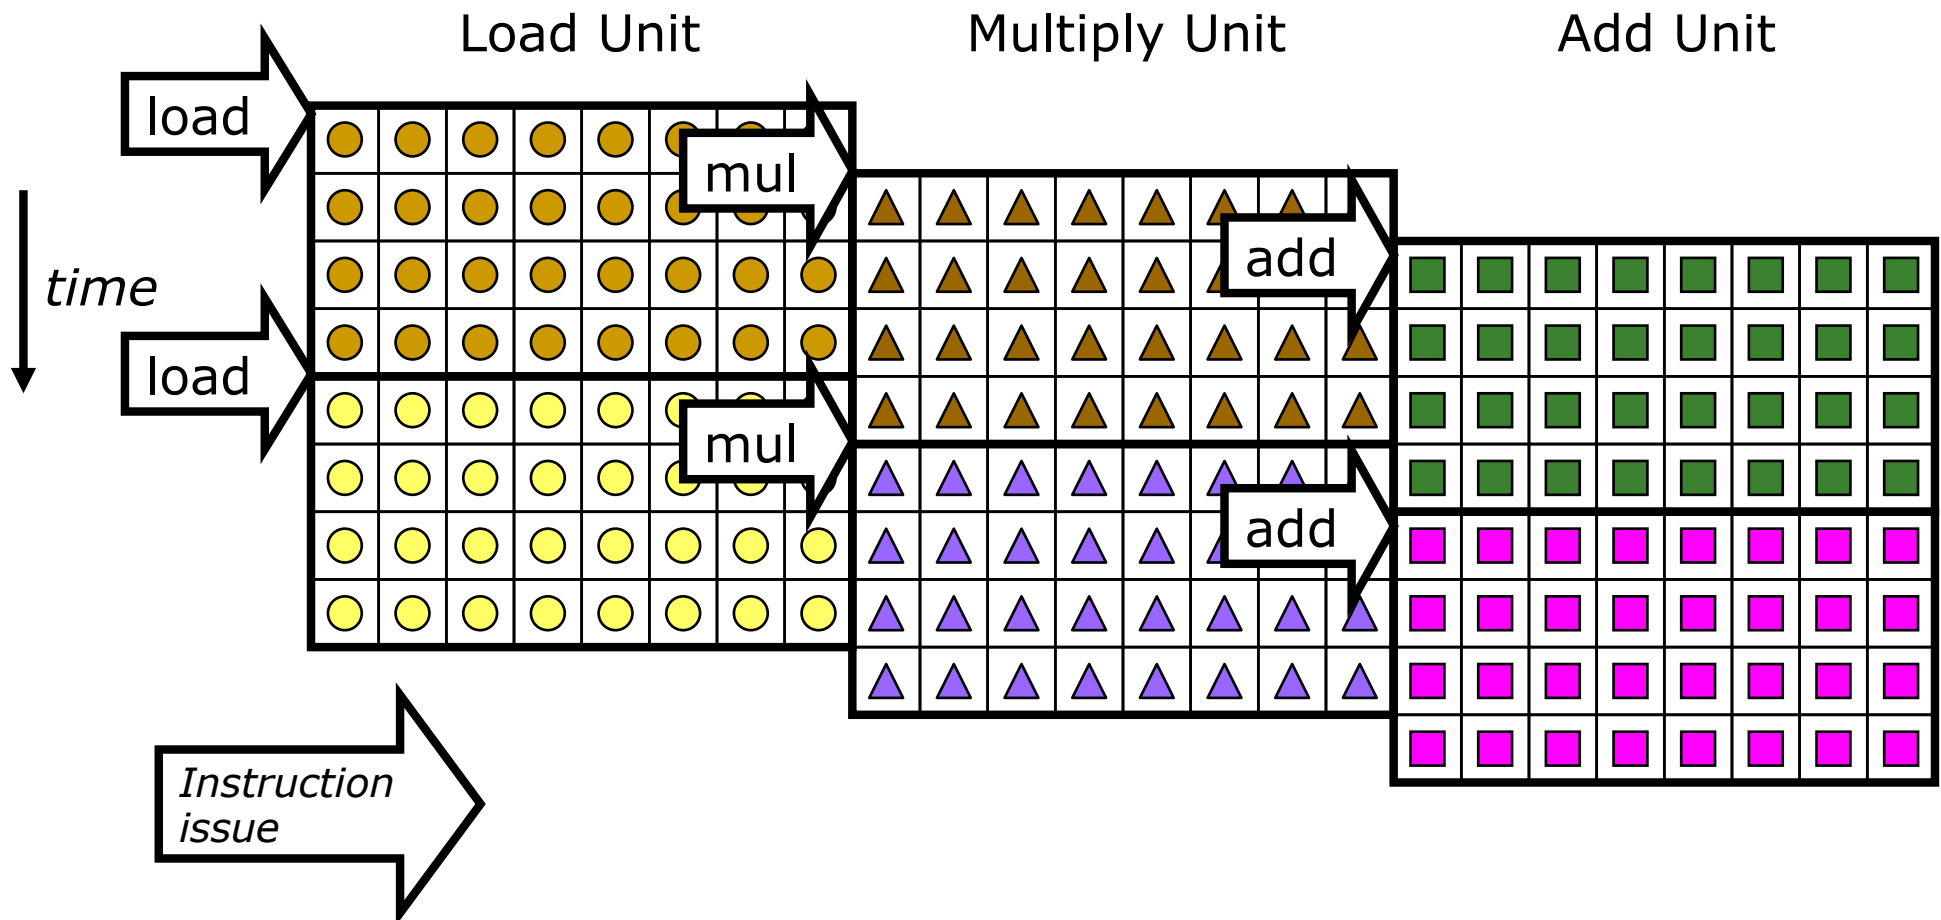 Load Unit
Multiply Unit
Add Unit
load
mul
add
time
load
mul
add
Instruction
issue